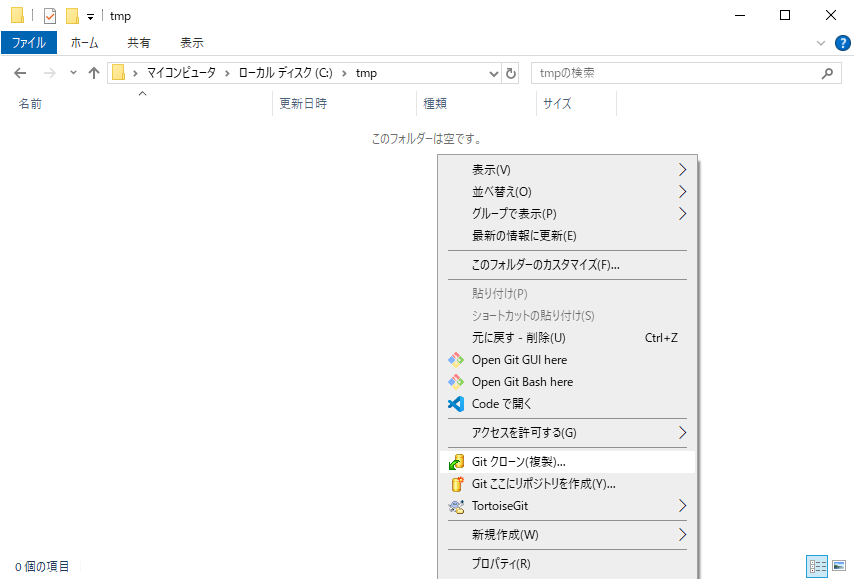 tmp
ファイル ホーム 共有 表示
マイコンピュータ ローカル ディスク (C:) tmp tmpの検索
名前 更新日時 種類 サイズ
このフォルダーは空です。
表示(V)
並べ替え(O)
グループで表示(P)
最新の情報に更新(E)
このフォルダーのカスタマイズ(F)...
貼り付け(P)
ショートカットの貼り付け(S)
元に戻す - 削除(U) Ctrl+Z
Open Git GUI here
Open Git Bash here
Code で開く
アクセスを許可する(G)
Git クローン(複製)...
Git ここにリポジトリを作成(Y)...
TortoiseGit
新規作成(W)
プロパティ(R)
0 個の項目